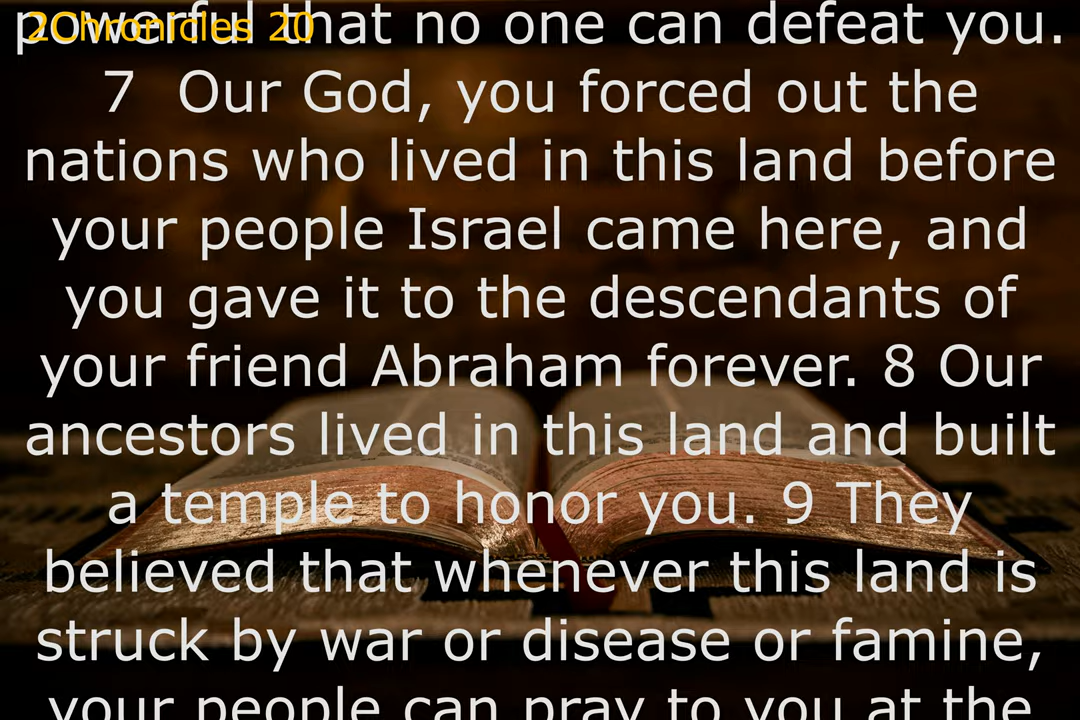 2Chronicles 20
powerful that no one can defeat you.
7 Our God, you forced out the
nations who lived in this land before
your people Israel came here, and
you gave it to the descendants of
your friend Abraham forever. 8 Our
ancestors lived in this land and built
a temple to honor you. 9 They
believed that whenever this land is
struck by war or disease or famine,
your people can pray to you at the